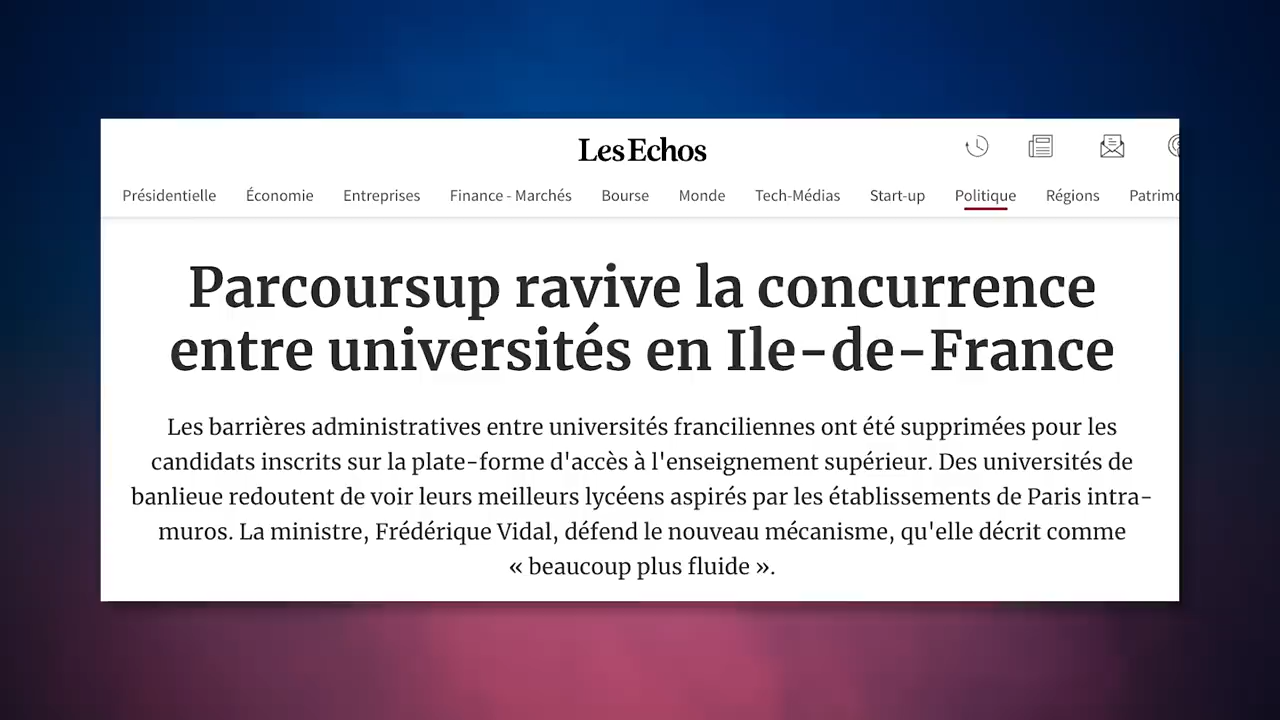 Les Echos
Présidentielle Économie Entreprises Finance - Marchés Bourse Monde Tech-Médias Start-up Politique Régions
Parcoursup ravive la concurrence
entre universités en Ile-de-France
Les barrières administratives entre universités franciliennes ont été supprimées pour les
candidats inscrits sur la plate-forme d'accès à l'enseignement supérieur. Des universités de
banlieue redoutent de voir leurs meilleurs lycéens aspirés par les établissements de Paris intra-
muros. La ministre, Frédérique Vidal, défend le nouveau mécanisme, qu'elle décrit comme
« beaucoup plus fluide ».